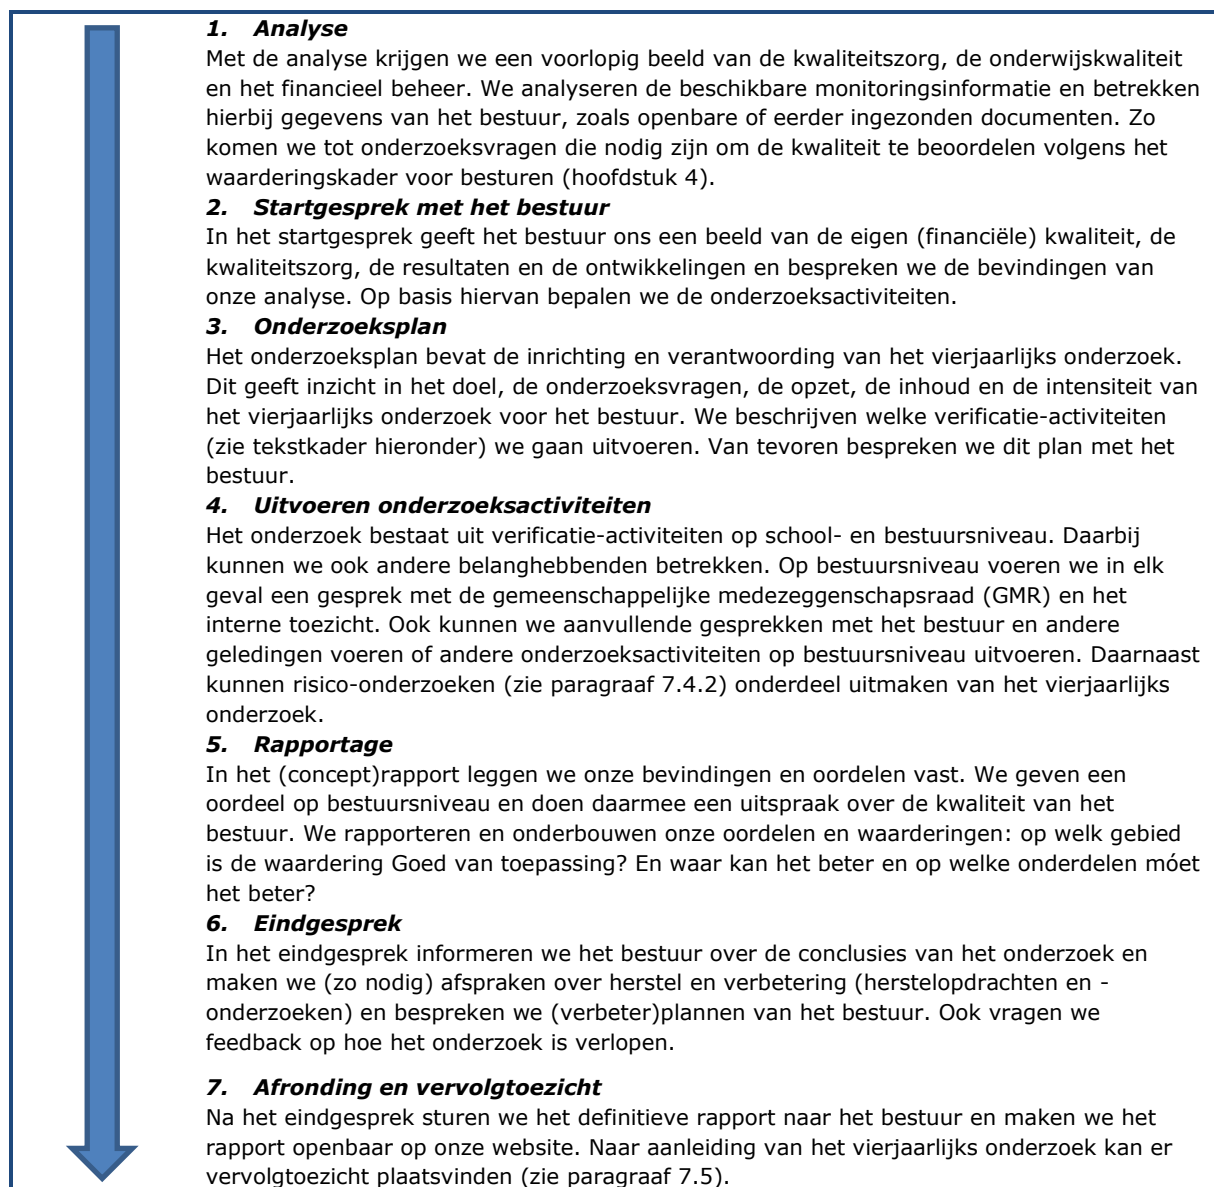 1. Analyse
Met de analyse krijgen we een voorlopig beeld van de kwaliteitszorg, de onderwijskwaliteit
en het financieel beheer. We analyseren de beschikbare monitoringsinformatie en betrekken
hierbij gegevens van het bestuur, zoals openbare of eerder ingezonden documenten. Zo
komen we tot onderzoeksvragen die nodig zijn om de kwaliteit te beoordelen volgens het
waarderingskader voor besturen (hoofdstuk 4).
2. Startgesprek met het bestuur
In het startgesprek geeft het bestuur ons een beeld van de eigen (financiële) kwaliteit, de
kwaliteitszorg, de resultaten en de ontwikkelingen en bespreken we de bevindingen van
onze analyse. Op basis hiervan bepalen we de onderzoeksactiviteiten.
3. Onderzoeksplan
Het onderzoeksplan bevat de inrichting en verantwoording van het vierjaarlijks onderzoek.
Dit geeft inzicht in het doel, de onderzoeksvragen, de opzet, de inhoud en de intensiteit van
het vierjaarlijks onderzoek voor het bestuur. We beschrijven welke verificatie-activiteiten
(zie tekstkader hieronder) we gaan uitvoeren. Van tevoren bespreken we dit plan met het
bestuur.
4. Uitvoeren onderzoeksactiviteiten
Het onderzoek bestaat uit verificatie-activiteiten op school- en bestuursniveau. Daarbij
kunnen we ook andere belanghebbenden betrekken. Op bestuursniveau voeren we in elk
geval een gesprek met de gemeenschappelijke medezeggenschapsraad (GMR) en het
interne toezicht. Ook kunnen we aanvullende gesprekken met het bestuur en andere
geledingen voeren of andere onderzoeksactiviteiten op bestuursniveau uitvoeren. Daarnaast
kunnen risico-onderzoeken (zie paragraaf 7.4.2) onderdeel uitmaken van het vierjaarlijks
onderzoek.
5. Rapportage
In het (concept)rapport leggen we onze bevindingen en oordelen vast. We geven een
oordeel op bestuursniveau en doen daarmee een uitspraak over de kwaliteit van het
bestuur. We rapporteren en onderbouwen onze oordelen en waarderingen: op welk gebied
is de waardering Goed van toepassing? En waar kan het beter en op welke onderdelen móet
het beter?
6. Eindgesprek
In het eindgesprek informeren we het bestuur over de conclusies van het onderzoek en
maken we (zo nodig) afspraken over herstel en verbetering (herstelopdrachten en -
onderzoeken) en bespreken we (verbeter)plannen van het bestuur. Ook vragen we
feedback op hoe het onderzoek is verlopen.
7. Afronding en vervolgtoezicht
Na het eindgesprek sturen we het definitieve rapport naar het bestuur en maken we het
rapport openbaar op onze website. Naar aanleiding van het vierjaarlijks onderzoek kan er
vervolgtoezicht plaatsvinden (zie paragraaf 7.5).